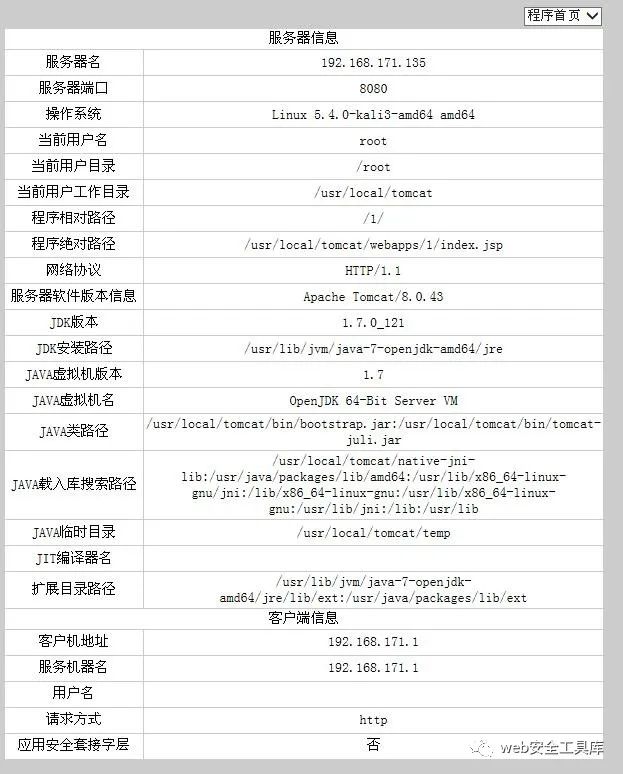 程序首页
服务器信息
服务器名 192.168.171.135
服务器端口 8080
操作系统 Linux 5.4.0-kali3-amd64 amd64
当前用户名 root
当前用户目录 /root
当前用户工作目录 /usr/local/tomcat
程序相对路径 /1/
程序绝对路径 /usr/local/tomcat/webapps/1/index.jsp
网络协议 HTTP/1.1
服务器软件版本信息 Apache Tomcat/8.0.43
JDK版本 1.7.0_121
JDK安装路径 /usr/lib/jvm/java-7-openjdk-amd64/jre
JAVA虚拟机版本 1.7
JAVA虚拟机名 OpenJDK 64-Bit Server VM
JAVA类路径 /usr/local/tomcat/bin/bootstrap.jar:/usr/local/tomcat/bin/tomcat-
juli.jar
JAVA载入库搜索路径 /usr/local/tomcat/native-jni-
lib:/usr/java/packages/lib/amd64:/usr/lib/x86_64-linux-
gnu/jni:/lib/x86_64-linux-gnu:/usr/lib/x86_64-linux-
gnu:/usr/lib/jni:/lib:/usr/lib
JAVA临时目录 /usr/local/tomcat/temp
JIT编译器名
扩展目录路径 /usr/lib/jvm/java-7-openjdk-
amd64/jre/lib/ext:/usr/java/packages/lib/ext
客户端信息
客户机地址 192.168.171.1
服务机器名 192.168.171.1
用户名
请求方式 http
应用安全套接字层 否
web安全工具库